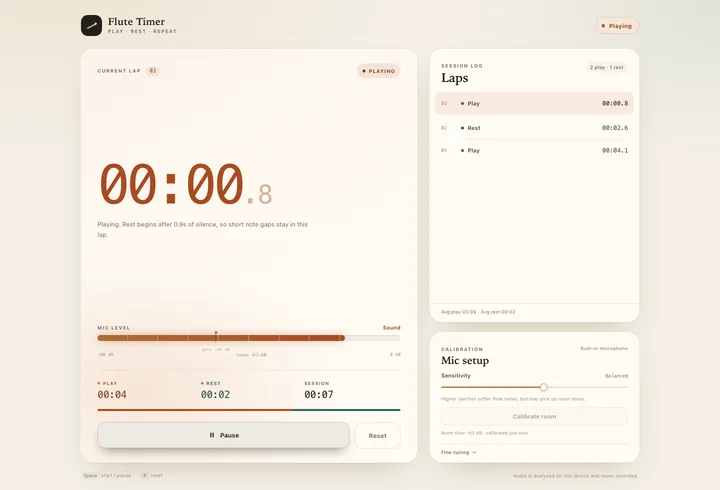 Flute Timer
PLAY · REST · REPEAT
Playing
CURRENT LAP 03
PLAYING
00:00.8
Playing. Rest begins after 0.9s of silence, so short note gaps stay in this
lap.
MIC LEVEL
Sound
room -63 dB
0 dB
PLAY
00:04
REST
00:02
SESSION
00:07
Pause
Reset
Space start / pause · R reset
SESSION LOG
Laps
2 play · 1 rest
03 Play 00:00.8
02 Rest 00:02.6
01 Play 00:04.1
Avg play 00:04 · Avg rest 00:02
CALIBRATION
Built-in microphone
Mic setup
Sensitivity
Balanced
Higher catches softer flute notes, but may pick up room noise.
Calibrate room
Room floor -63 dB · calibrated just now
Fine tuning
Audio is analyzed on this device and never recorded.